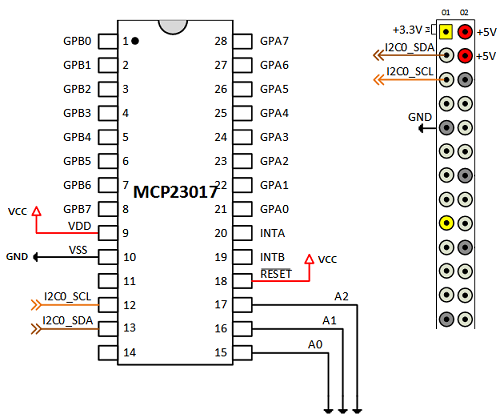 01 02
+3.3V +5V
I2C0_SDA +5V
I2C0_SCL
GND
GPB0 1 28 GPA7
GPB1 2 27 GPA6
GPB2 3 26 GPA5
GPB3 4 25 GPA4
GPB4 5 24 GPA3
GPB5 6 23 GPA2
GPB6 7 22 GPA1
MCP23017
GPB7 8 21 GPA0
VCC VDD 9 20 INTA
GND VSS 10 19 INTB
11 18 RESET VCC
I2C0_SCL 12 17 A2
I2C0_SDA 13 16 A1
14 15 A0